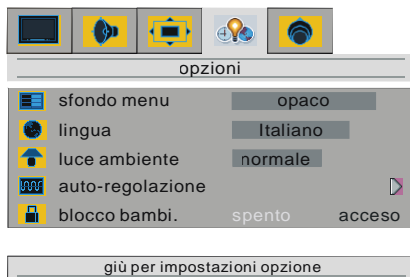 opzioni
sfondo menu opaco
lingua Italiano
luce ambiente normale
auto-regolazione
blocco bambi. spento acceso
giù per impostazioni opzione